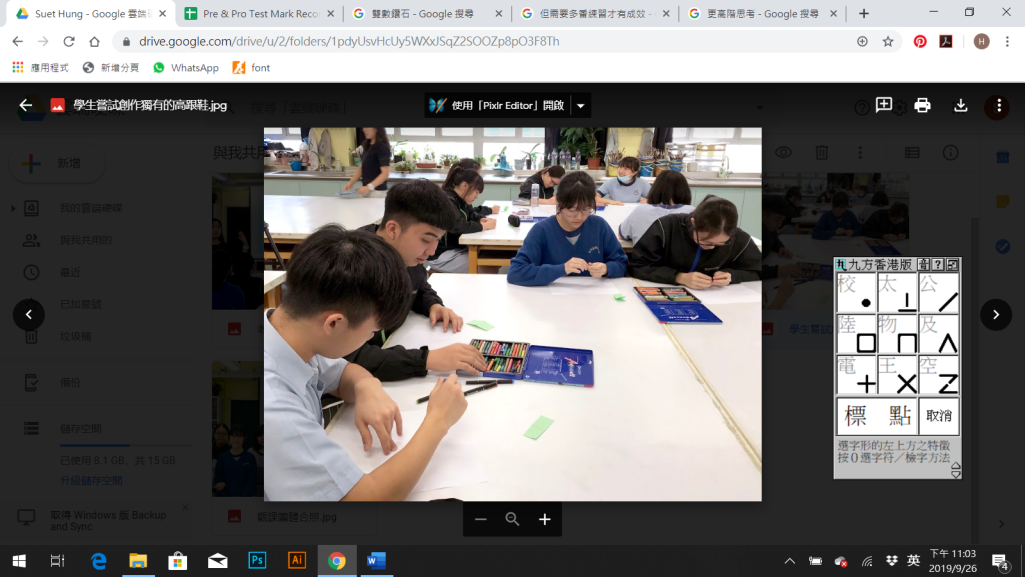 Suet Hung - Google 雲端
Pre & Pro Test Mark Reco
雙數鑽石 - Google 搜尋
但需要多番練習才有成效 -
更高階思考 - Google 搜尋
drive.google.com/drive/u/2/folders/1pdyUsvHcUy5WXxJSqZ2SOOZp8pO3F8Th
H
應用程式
新增分頁
WhatsApp
font
學生嘗試創作獨有的高跟鞋.jpg
使用「Pixlr Editor」開啟
新增
與我共用
我的雲端硬碟
與我共用的
最近
已加星號
垃圾桶
備份
儲存空間
已使用 8.1 GB，共 15 GB
升級儲存空間
取得 Windows 版 Backup
and Sync
學生嘗
九方香港版
校 太 公
陸 物 及
電 王 空
標 點 取消
選字形的左上方之特徵
按0選字符／檢字方法
Ps
Ai
英
下午 11:03
2019/9/26
4